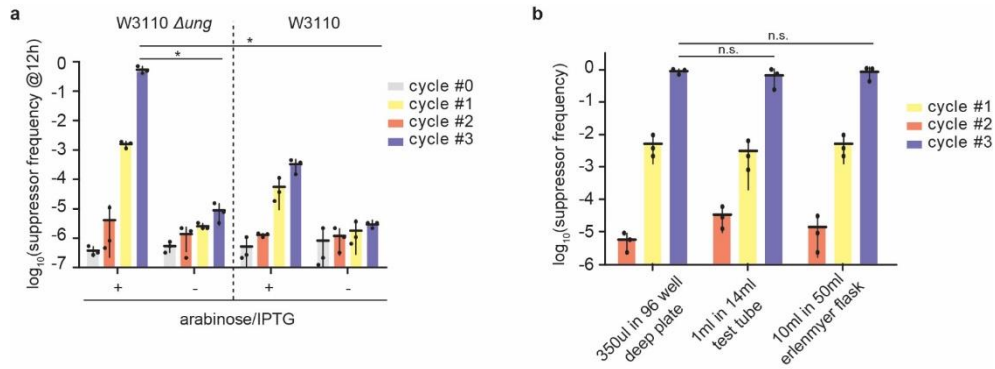 a
W3110 Δung
W3110
*
*
log10(suppressor frequency @12h)
0
-1
-2
-3
-4
-5
-6
-7
cycle #0
cycle #1
cycle #2
cycle #3
+
-
+
-
arabinose/IPTG
b
n.s.
n.s.
log10(suppressor frequency)
0
-1
-2
-4
-5
-6
cycle #1
cycle #2
cycle #3
350ul in 96 well
deep plate
1ml in 14ml
test tube
10ml in 50ml
erlenmyer flask